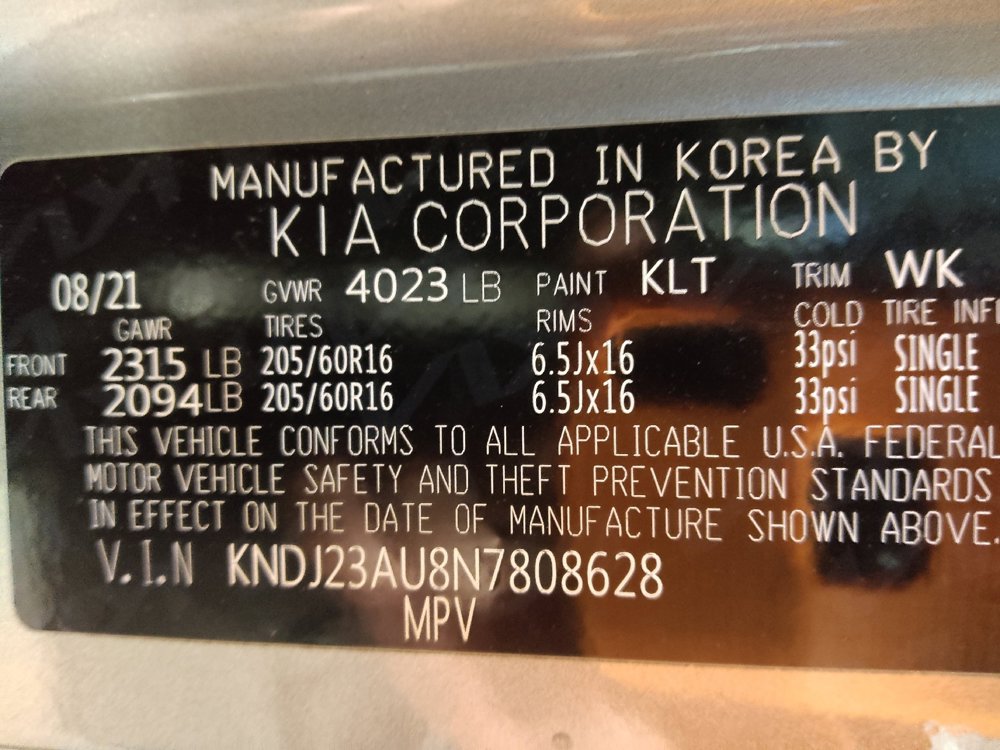 MANUFACTURED IN KOREA BY
KIA CORPORATION
08/21 GVWR 4023 LB PAINT KLT TRIM WK
GAWR TIRES RIMS COLD TIRE INFL
FRONT 2315 LB 205/60R16 6.5Jx16 33psi SINGLE
REAR 2094LB 205/60R16 6.5Jx16 33psi SINGLE
THIS VEHICLE CONFORMS TO ALL APPLICABLE U.S.A. FEDERAL
MOTOR VEHICLE SAFETY AND THEFT PREVENTION STANDARDS
IN EFFECT ON THE DATE OF MANUFACTURE SHOWN ABOVE.
V.I.N KNDJ23AU8N7808628
MPV